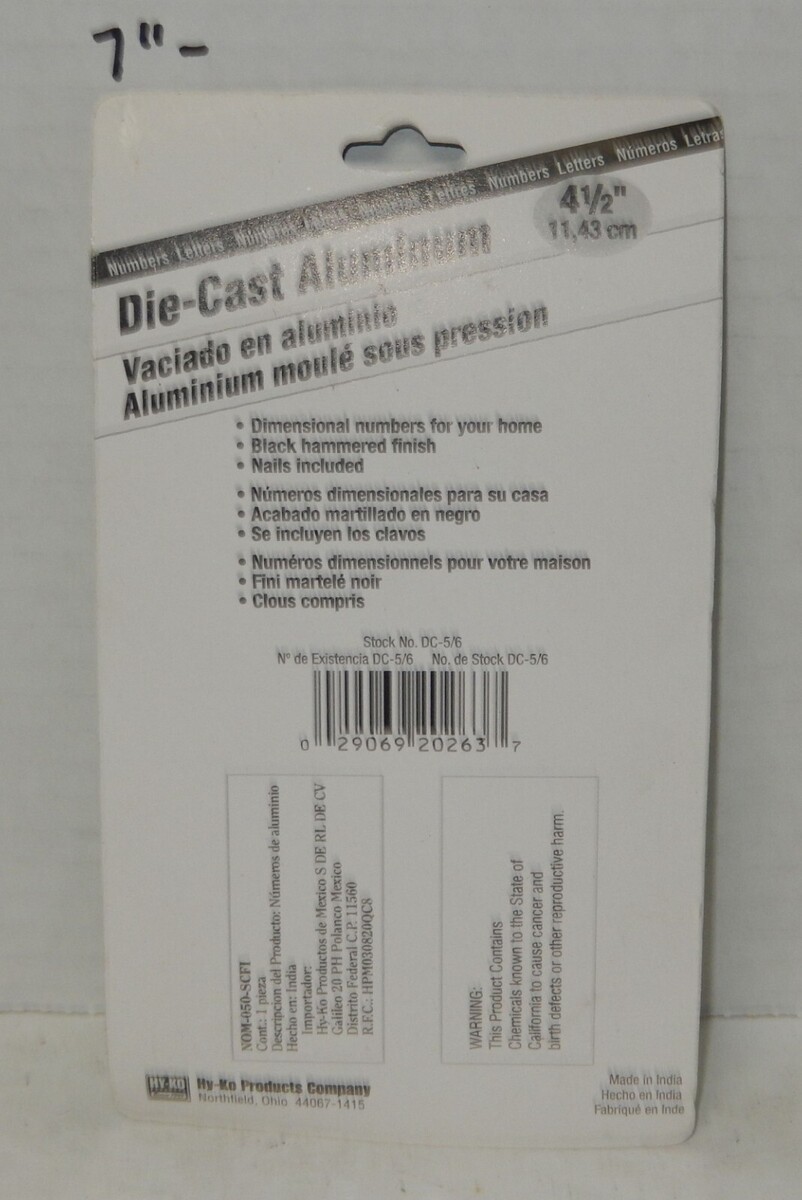 7"-
Numbers Letters Números Letras Numbers Lettres Numbers Letters Números Letras
4½"
11,43 cm
Die-Cast Aluminum
Vaciado en aluminio
Aluminium moulé sous pression
• Dimensional numbers for your home
• Black hammered finish
• Nails included
• Números dimensionales para su casa
• Acabado martillado en negro
• Se incluyen los clavos
• Numéros dimensionnels pour votre maison
• Fini martelé noir
• Clous compris
Stock No. DC-5/6
N° de Existencia DC-5/6 No. de Stock DC-5/6
0 29069 20263 7
NOM-050-SCFI
Cont.: 1 pieza
Descripcion del Producto: Números de aluminio
Hecho en: India
Importador:
Hy-Ko Productos de Mexico S DE RL DE CV
Galileo 20 PH Polanco Mexico
Distrito Federal C.P. 11560
R.F.C.: HPM030820QC8
WARNING:
This Product Contains
Chemicals known to the State of
California to cause cancer and
birth defects or other reproductive harm.
HY-KO
Hy-Ko Products Company
Northfield, Ohio 44067-1415
Made in India
Hecho en India
Fabriqué en Inde